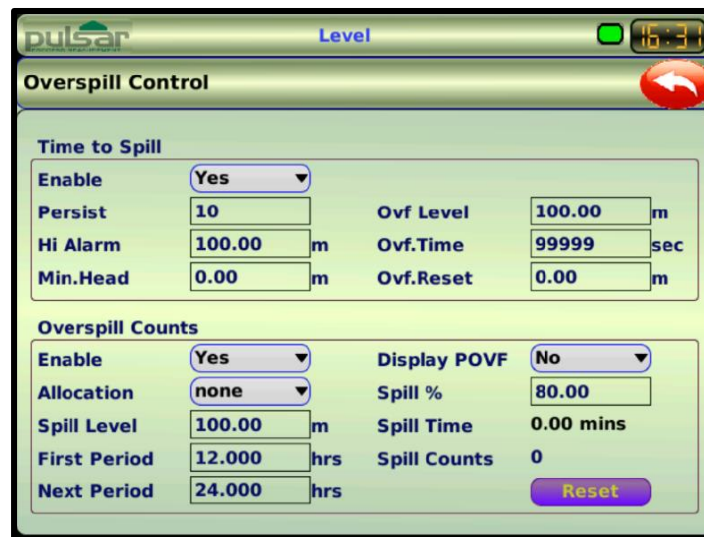 pulsar
Level
16:31
Overspill Control
Time to Spill
Enable Yes
Persist 10 Ovf Level 100.00 m
Hi Alarm 100.00 m Ovf.Time 99999 sec
Min.Head 0.00 m Ovf.Reset 0.00 m
Overspill Counts
Enable Yes Display POVF No
Allocation none Spill % 80.00
Spill Level 100.00 m Spill Time 0.00 mins
First Period 12.000 hrs Spill Counts 0
Next Period 24.000 hrs Reset